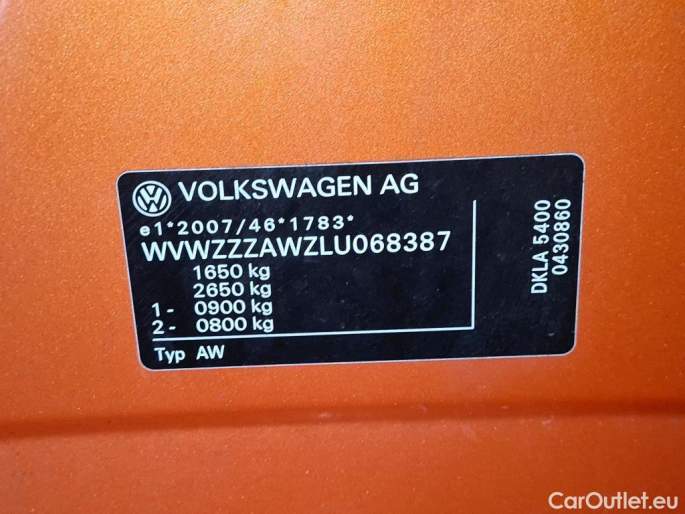 VOLKSWAGEN AG
e1*2007/46*1783*
WVWZZZAWZLU068387
1650 kg
2650 kg
1- 0900 kg
2- 0800 kg
Typ AW
DKLA 5400
0430860
CarOutlet.eu